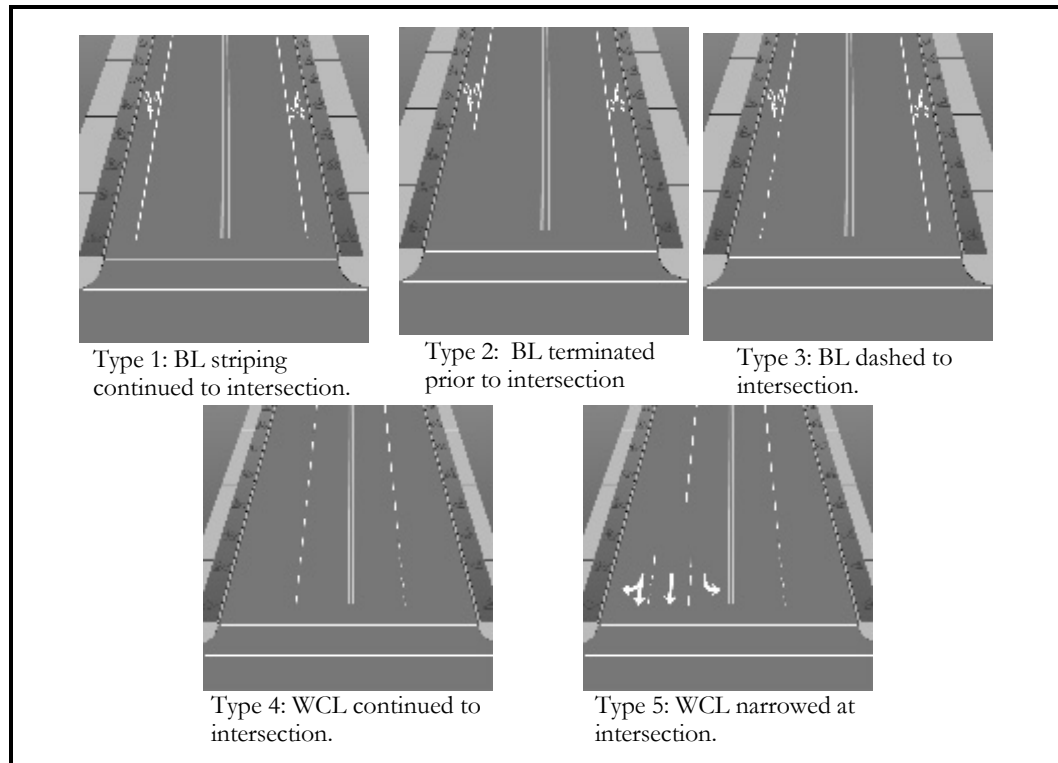 Type 1: BL striping
continued to intersection.
Type 2:  BL terminated
prior to intersection
Type 3: BL dashed to
intersection.
Type 4: WCL continued to
intersection.
Type 5: WCL narrowed at
intersection.